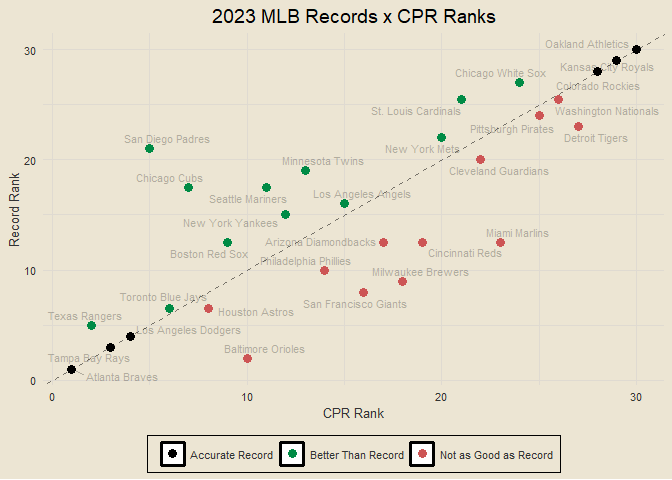 2023 MLB Records x CPR Ranks
Oakland Athletics
30
Kansas City Royals
Chicago White Sox
Colorado Rockies
St. Louis Cardinals
Washington Nationals
Pittsburgh Pirates
Detroit Tigers
San Diego Padres
New York Mets
20
Minnesota Twins
Cleveland Guardians
Chicago Cubs
Seattle Mariners
Los Angeles Angels
New York Yankees
Miami Marlins
Arizona Diamondbacks
Boston Red Sox
Cincinnati Reds
Philadelphia Phillies
10
Milwaukee Brewers
Toronto Blue Jays
San Francisco Giants
Texas Rangers
Houston Astros
Los Angeles Dodgers
Baltimore Orioles
Tampa Bay Rays
Atlanta Braves
0
Record Rank
0 10 20 30
CPR Rank
Accurate Record Better Than Record Not as Good as Record